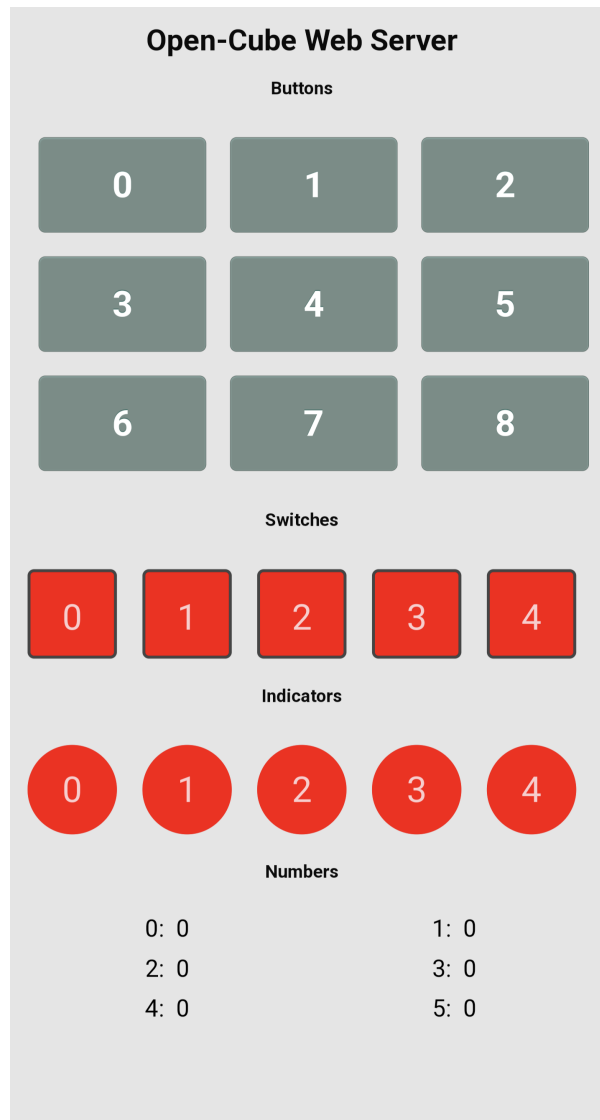 Open-Cube Web Server
Buttons
0 1 2
3 4 5
6 7 8
Switches
0 1 2 3 4
Indicators
0 1 2 3 4
Numbers
0: 0 1: 0
2: 0 3: 0
4: 0 5: 0